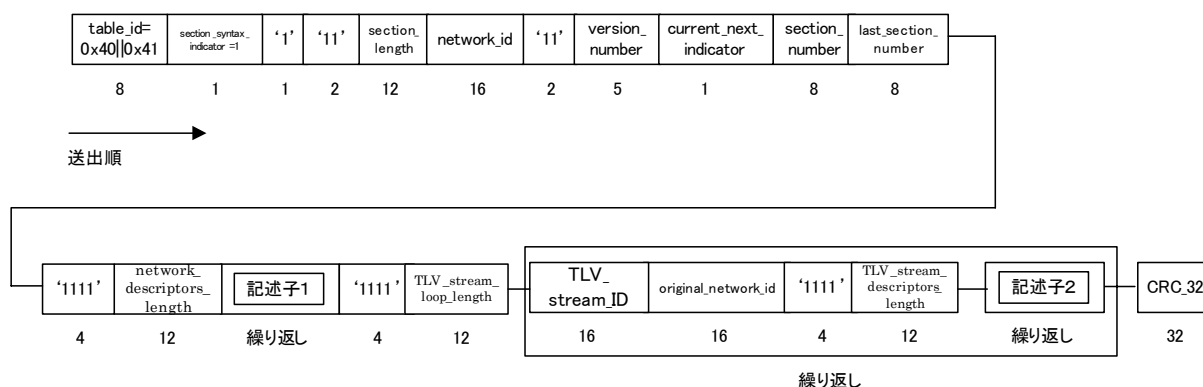 table_id=
0x40||0x41
section_syntax_
indicator =1
‘1’
‘11’
section_
length
network_id
‘11’
version_
number
current_next_
indicator
section_
number
last_section_
number
8
1
1
2
12
16
2
5
1
8
8
送出順
‘1111’
network_
descriptors_
length
記述子1
‘1111’
TLV_stream_
loop_length
TLV_
stream_ID
original_network_id
‘1111’
TLV_stream_
descriptors_
length
記述子2
CRC_32
4
12
繰り返し
4
12
16
16
4
12
繰り返し
32
繰り返し